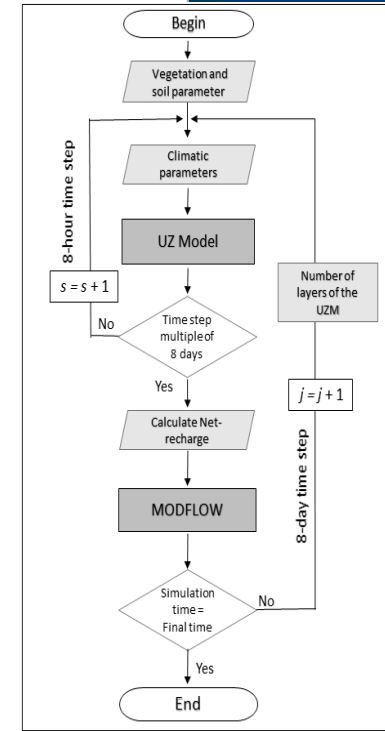 Begin
Vegetation and
soil parameter
8-hour time step
Climatic
parameters
UZ Model
s = s + 1
Number of
layers of the
UZM
No
Time step
multiple of
8 days
Yes
j = j + 1
Calculate Net-
recharge
8-day time step
MODFLOW
Simulation
time =
Final time
No
Yes
End